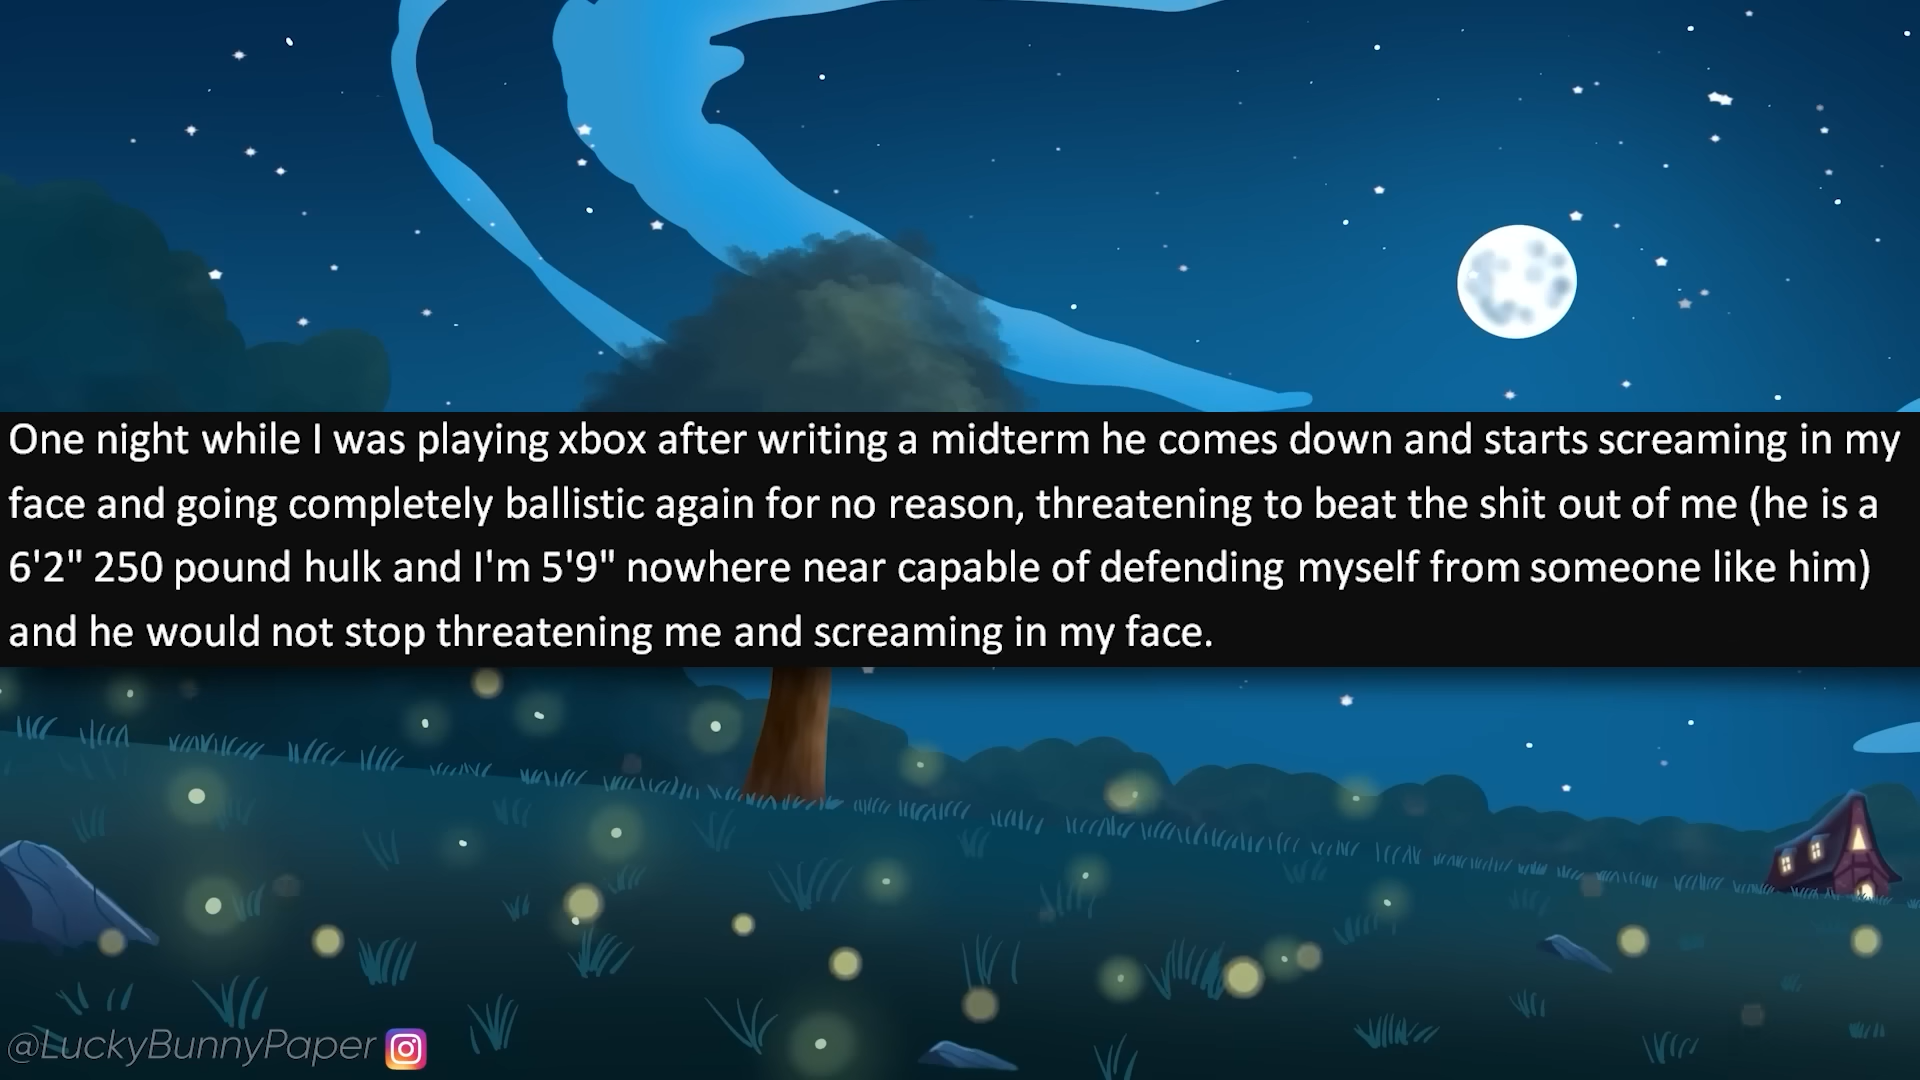 One night while I was playing xbox after writing a midterm he comes down and starts screaming in my
face and going completely ballistic again for no reason, threatening to beat the shit out of me (he is a
6'2" 250 pound hulk and I'm 5'9" nowhere near capable of defending myself from someone like him)
and he would not stop threatening me and screaming in my face.
@LuckyBunnyPaper